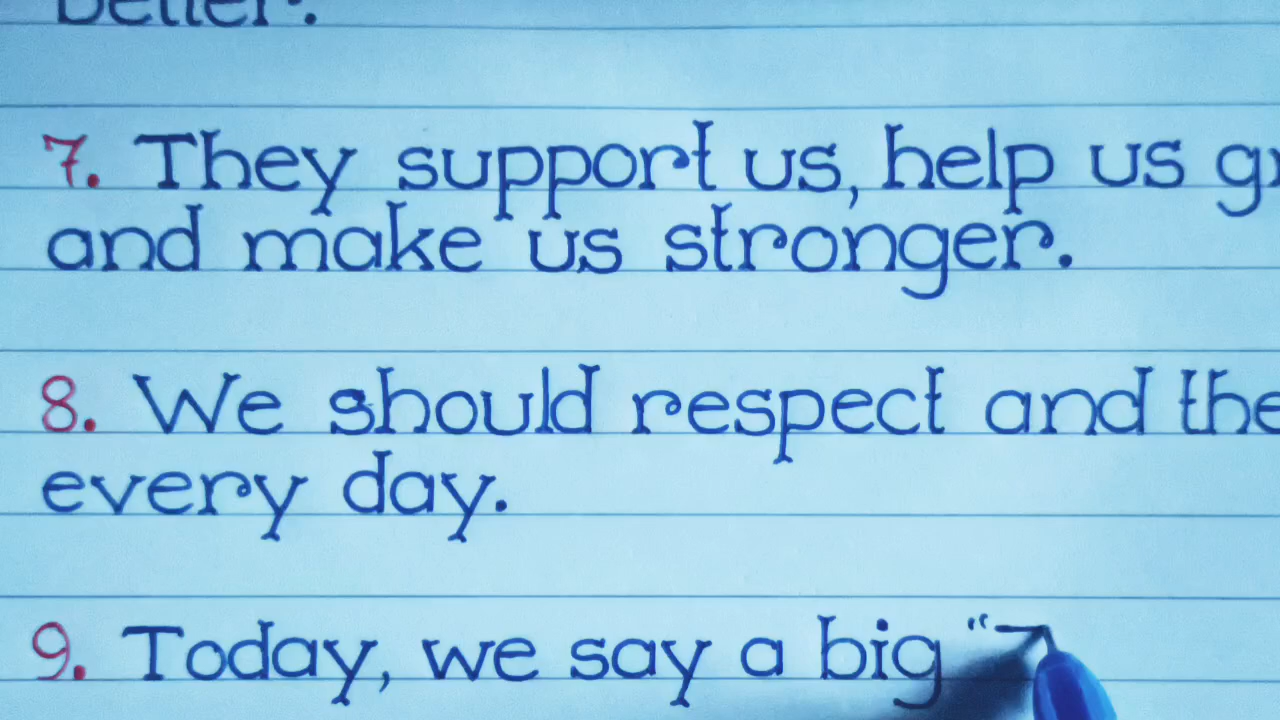 better.
7. They support us, help us
and make us stronger.
8. We should respect and
every day.
9. Today, we say a big "